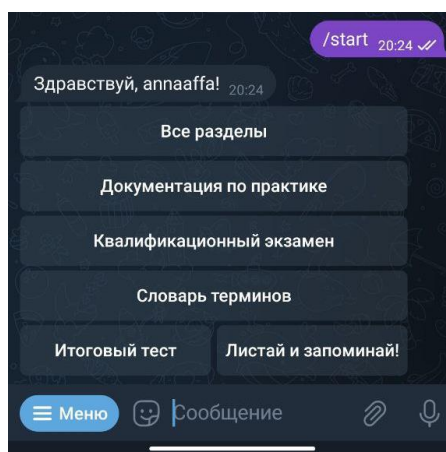 /start 20:24
Здравствуй, annaaffa! 20:24
Все разделы
Документация по практике
Квалификационный экзамен
Словарь терминов
Итоговый тест Листай и запоминай!
Меню Сообщение